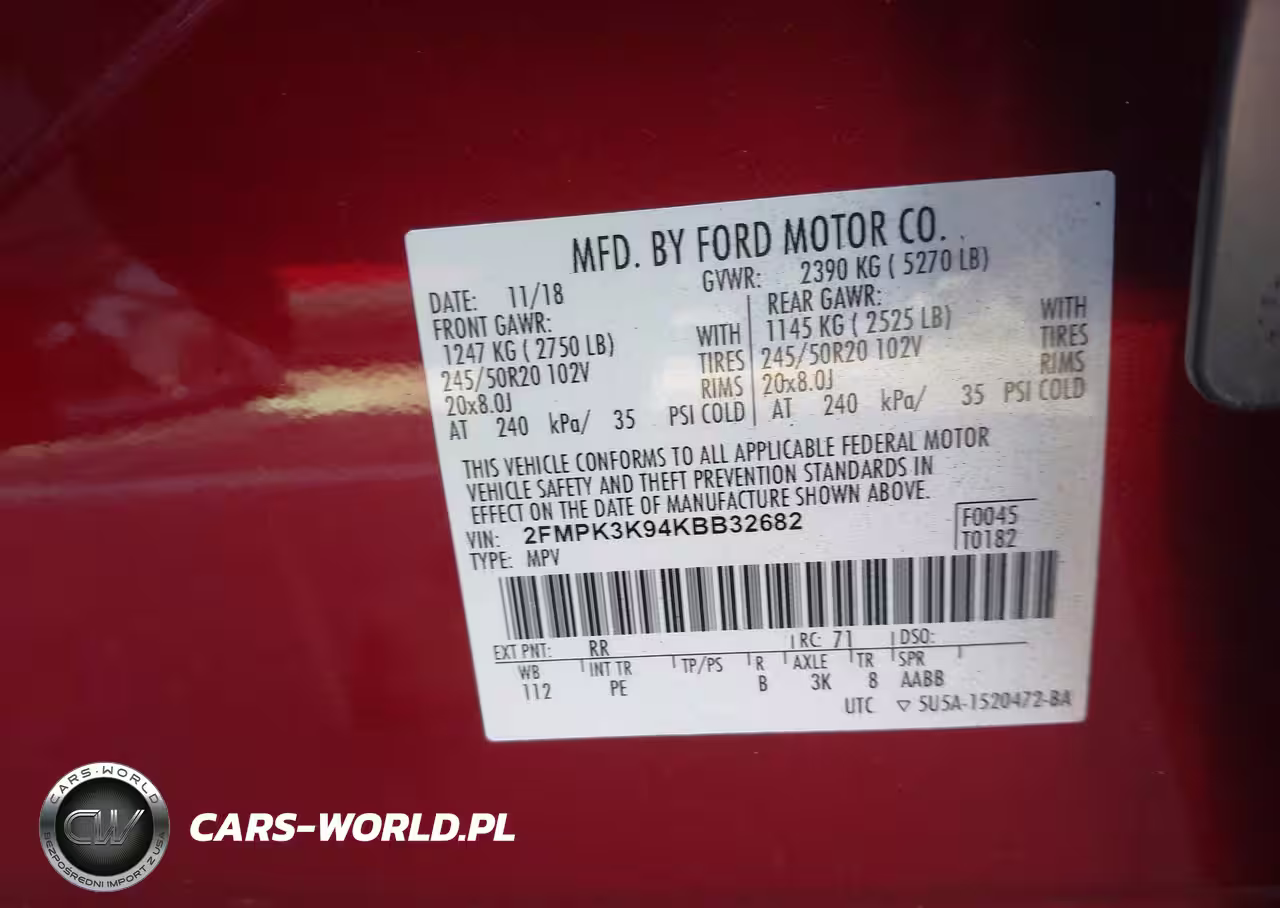 MFD. BY FORD MOTOR CO.
DATE: 11/18 GVWR: 2390 KG ( 5270 LB)
FRONT GAWR: REAR GAWR:
1247 KG ( 2750 LB) WITH 1145 KG ( 2525 LB) WITH
245/50R20 102V TIRES 245/50R20 102V TIRES
20x8.0J RIMS 20x8.0J RIMS
AT 240 kPa/ 35 PSI COLD AT 240 kPa/ 35 PSI COLD
THIS VEHICLE CONFORMS TO ALL APPLICABLE FEDERAL MOTOR
VEHICLE SAFETY AND THEFT PREVENTION STANDARDS IN
EFFECT ON THE DATE OF MANUFACTURE SHOWN ABOVE.
VIN: 2FMPK3K94KBB32682 F0045
TYPE: MPV T0182
EXT PNT: RR RC: 71 DSO:
WB INT TR TP/PS R AXLE TR SPR
112 PE B 3K 8 AABB
UTC ▽ 5U5A-1520472-BA
CARS-WORLD
CW
BEZPOŚREDNI IMPORT Z USA
CARS-WORLD.PL